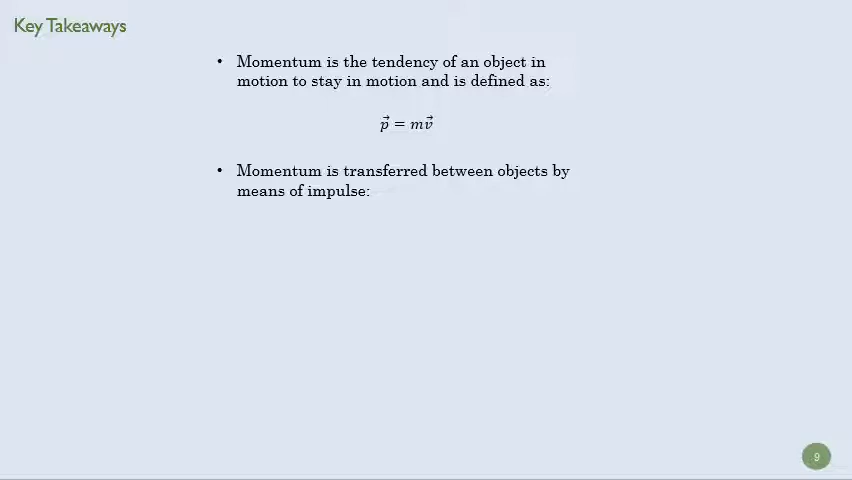 Key Takeaways
• Momentum is the tendency of an object in
motion to stay in motion and is defined as:
p⃗ = mv⃗
• Momentum is transferred between objects by
means of impulse:
9